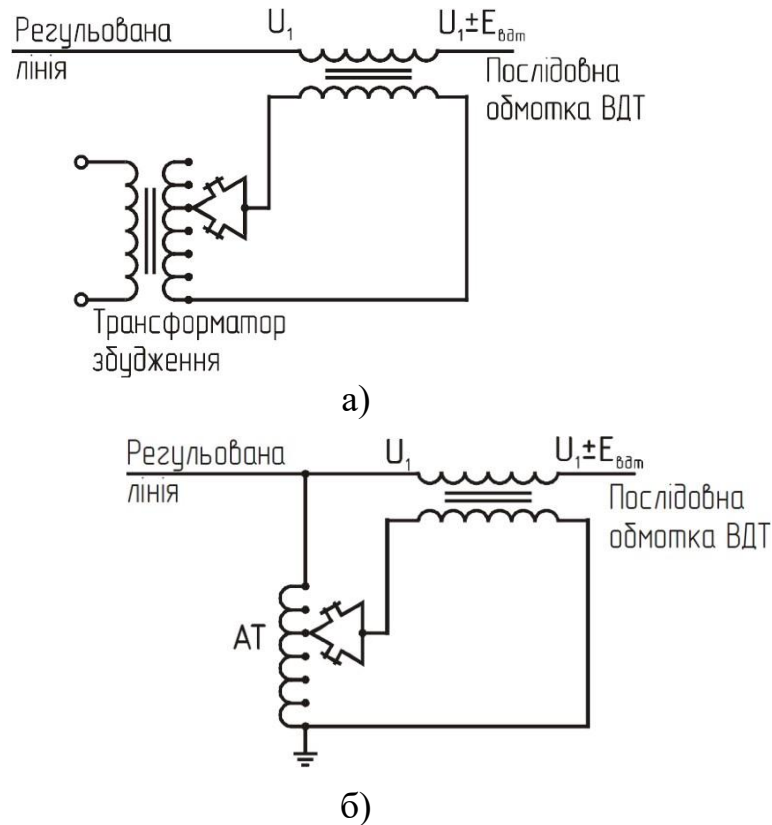 Регульована
лінія
U₁
U₁±Eвдт
Послідовна
обмотка ВДТ
Трансформатор
збудження
а)
Регульована
лінія
U₁
U₁±Eвдт
Послідовна
обмотка ВДТ
АТ
б)